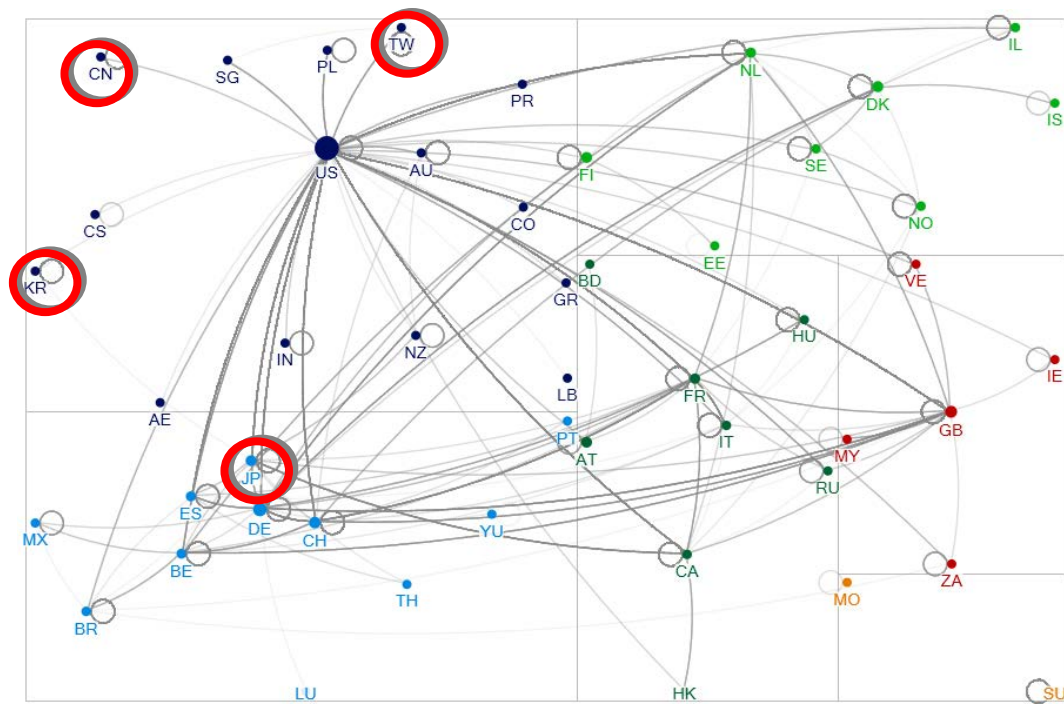 TW
IL
CN
SG
PL
NL
PR
DK
IS
US
AU
FI
SE
CS
CO
NO
EE
KR
BD
VE
GR
HU
IN
NZ
IE
LB
FR
AE
PT
IT
GB
AT
MY
JP
RU
ES
DE
CH
YU
MX
BE
CA
TH
MO
ZA
BR
LU
HK
SU